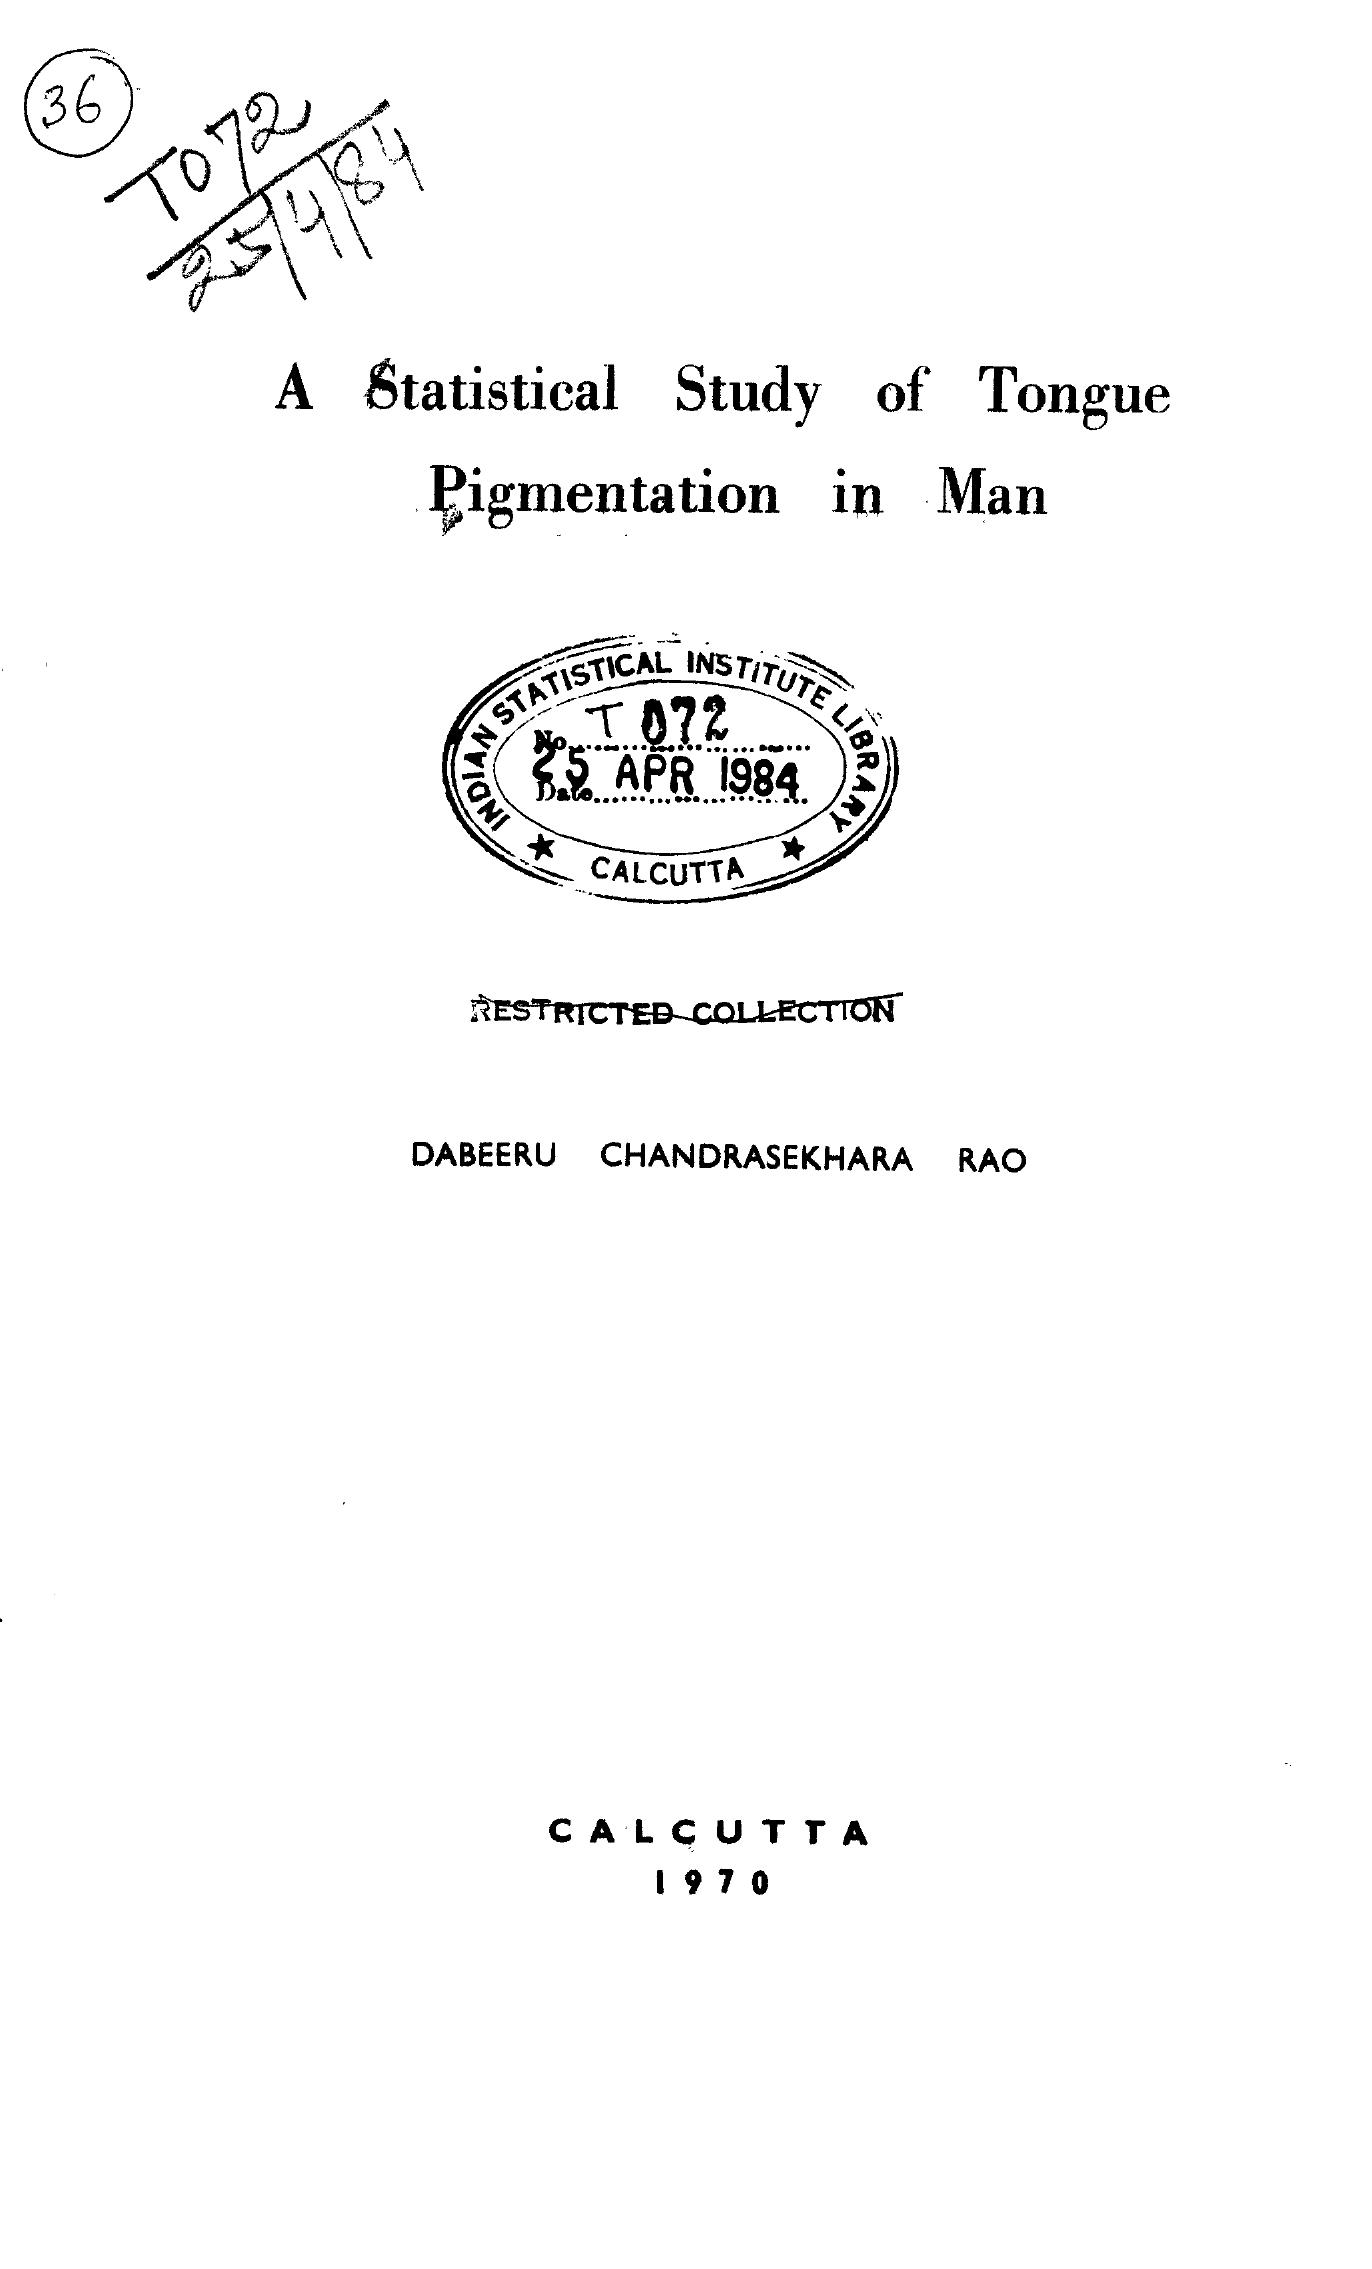 36
T072
25/4/84
A Statistical Study of Tongue
Pigmentation in Man
INDIAN STATISTICAL INSTITUTE LIBRARY
No. T 072
Date 25 APR 1984
★ CALCUTTA ★
RESTRICTED COLLECTION
DABEERU CHANDRASEKHARA RAO
CALCUTTA
1970